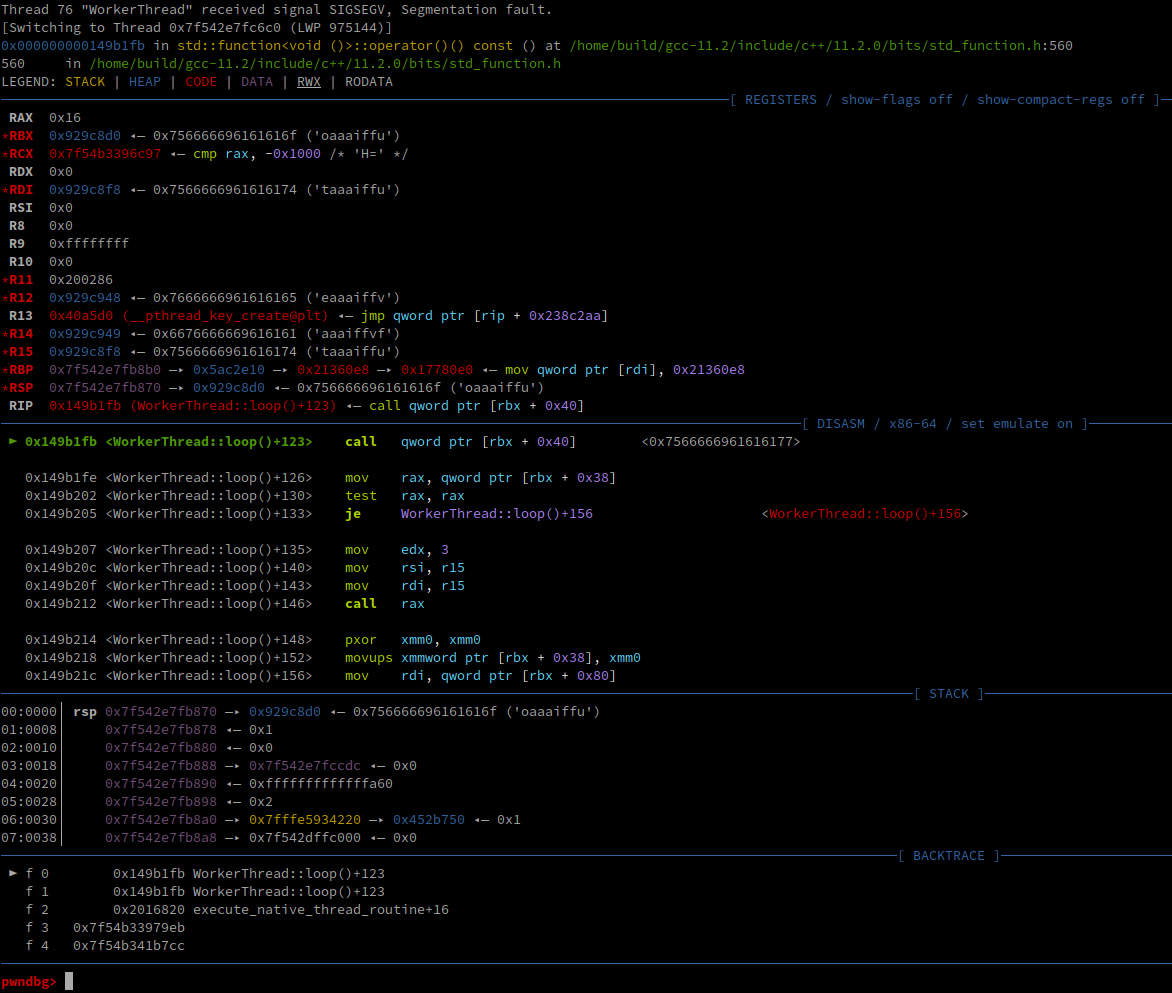 Thread 76 "WorkerThread" received signal SIGSEGV, Segmentation fault.
[Switching to Thread 0x7f542e7fc6c0 (LWP 975144)]
0x000000000149b1fb in std::function<void ()>::operator()() const () at /home/build/gcc-11.2/include/c++/11.2.0/bits/std_function.h:560
560     in /home/build/gcc-11.2/include/c++/11.2.0/bits/std_function.h
LEGEND: STACK | HEAP | CODE | DATA | RWX | RODATA
[ REGISTERS / show-flags off / show-compact-regs off ]
 RAX  0x16
*RBX  0x929c8d0 ◂— 0x756666696161616f ('oaaaiffu')
*RCX  0x7f54b3396c97 ◂— cmp rax, -0x1000 /* 'H=' */
 RDX  0x0
*RDI  0x929c8f8 ◂— 0x7566666961616174 ('taaaiffu')
 RSI  0x0
 R8   0x0
 R9   0xffffffff
 R10  0x0
*R11  0x200286
*R12  0x929c948 ◂— 0x7666666961616165 ('eaaaiffv')
 R13  0x40a5d0 (__pthread_key_create@plt) ◂— jmp qword ptr [rip + 0x238c2aa]
*R14  0x929c949 ◂— 0x6676666669616161 ('aaaiffvf')
*R15  0x929c8f8 ◂— 0x7566666961616174 ('taaaiffu')
*RBP  0x7f542e7fb8b0 —▸ 0x5ac2e10 —▸ 0x21360e8 —▸ 0x17780e0 ◂— mov qword ptr [rdi], 0x21360e8
*RSP  0x7f542e7fb870 —▸ 0x929c8d0 ◂— 0x756666696161616f ('oaaaiffu')
 RIP  0x149b1fb (WorkerThread::loop()+123) ◂— call qword ptr [rbx + 0x40]
[ DISASM / x86-64 / set emulate on ]
► 0x149b1fb <WorkerThread::loop()+123>    call   qword ptr [rbx + 0x40]        <0x7566666961616177>
  0x149b1fe <WorkerThread::loop()+126>    mov    rax, qword ptr [rbx + 0x38]
  0x149b202 <WorkerThread::loop()+130>    test   rax, rax
  0x149b205 <WorkerThread::loop()+133>    je     WorkerThread::loop()+156                     <WorkerThread::loop()+156>
  0x149b207 <WorkerThread::loop()+135>    mov    edx, 3
  0x149b20c <WorkerThread::loop()+140>    mov    rsi, r15
  0x149b20f <WorkerThread::loop()+143>    mov    rdi, r15
  0x149b212 <WorkerThread::loop()+146>    call   rax
  0x149b214 <WorkerThread::loop()+148>    pxor   xmm0, xmm0
  0x149b218 <WorkerThread::loop()+152>    movups xmmword ptr [rbx + 0x38], xmm0
  0x149b21c <WorkerThread::loop()+156>    mov    rdi, qword ptr [rbx + 0x80]
[ STACK ]
00:0000│ rsp 0x7f542e7fb870 —▸ 0x929c8d0 ◂— 0x756666696161616f ('oaaaiffu')
01:0008│     0x7f542e7fb878 ◂— 0x1
02:0010│     0x7f542e7fb880 ◂— 0x0
03:0018│     0x7f542e7fb888 —▸ 0x7f542e7fccdc ◂— 0x0
04:0020│     0x7f542e7fb890 ◂— 0xfffffffffffffa60
05:0028│     0x7f542e7fb898 ◂— 0x2
06:0030│     0x7f542e7fb8a0 —▸ 0x7fffe5934220 —▸ 0x452b750 ◂— 0x1
07:0038│     0x7f542e7fb8a8 —▸ 0x7f542dffc000 ◂— 0x0
[ BACKTRACE ]
► f 0        0x149b1fb WorkerThread::loop()+123
  f 1        0x149b1fb WorkerThread::loop()+123
  f 2        0x2016820 execute_native_thread_routine+16
  f 3   0x7f54b33979eb
  f 4   0x7f54b341b7cc
pwndbg>